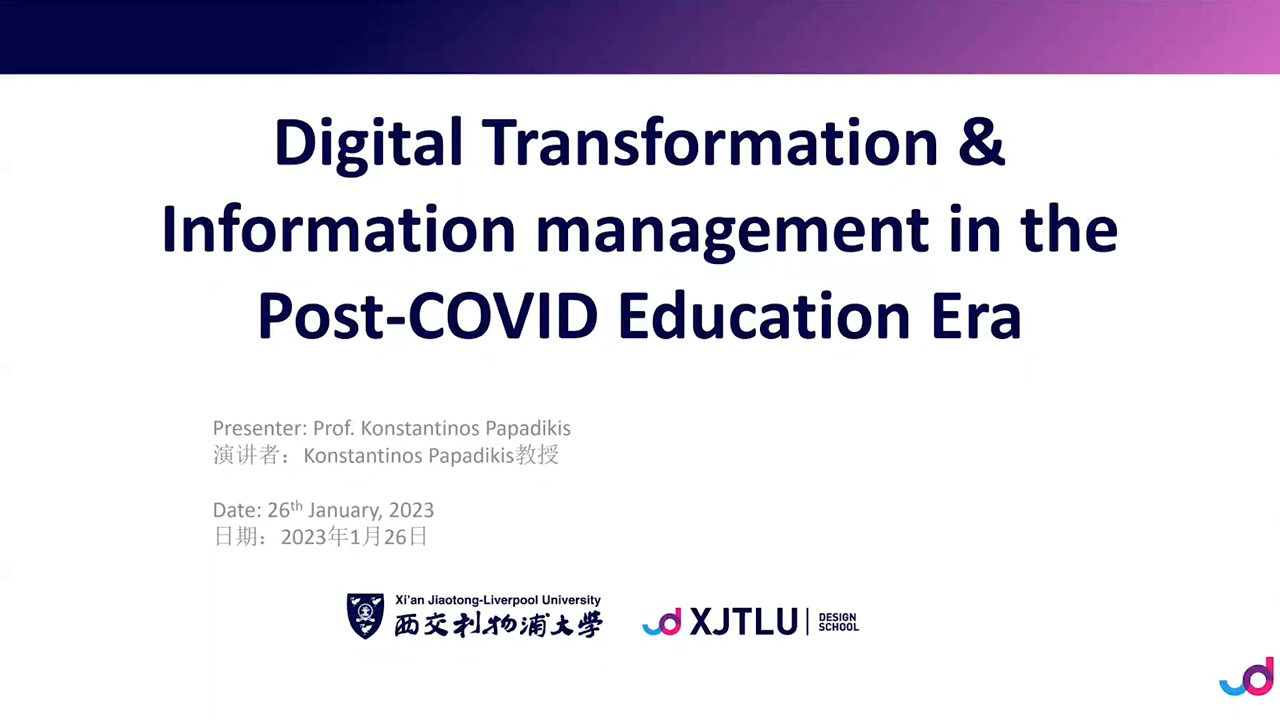 Digital Transformation &
Information management in the
Post-COVID Education Era
Presenter: Prof. Konstantinos Papadikis
演讲者：Konstantinos Papadikis教授
Date: 26th January, 2023
日期：2023年1月26日
Xi'an Jiaotong-Liverpool University
西交利物浦大學
XJTLU | DESIGN SCHOOL